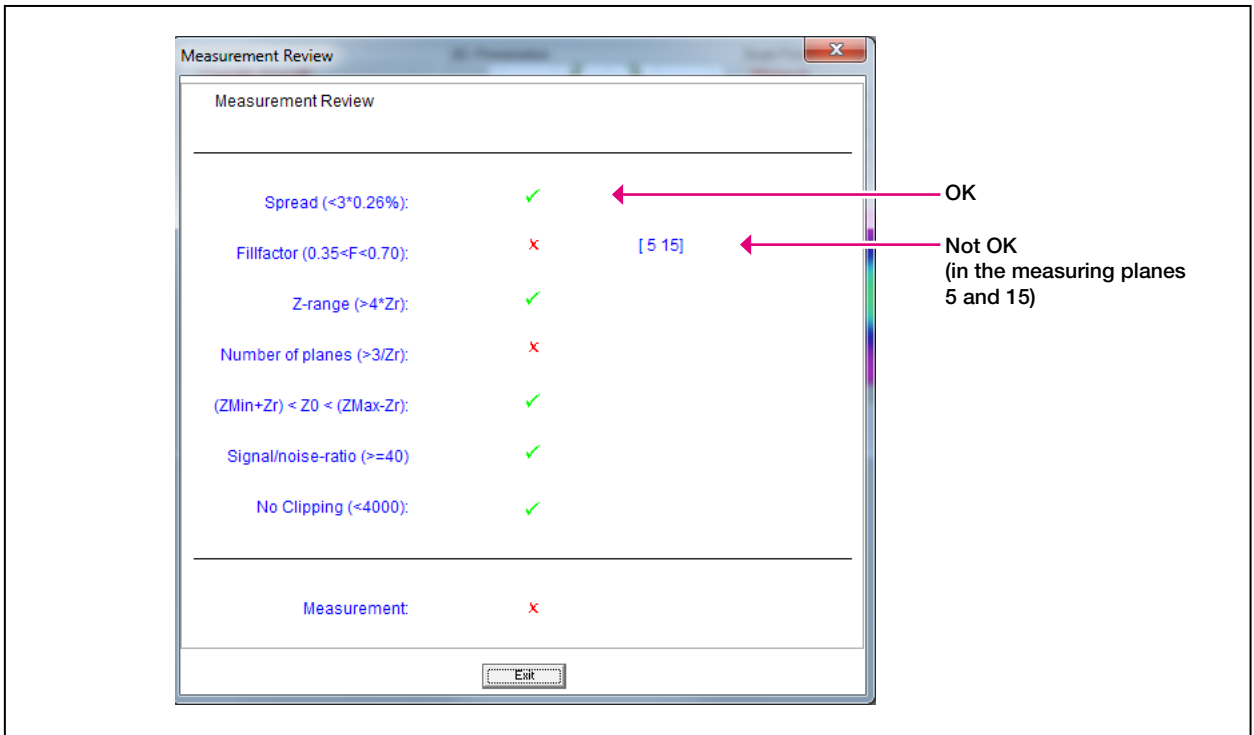 Measurement Review
Measurement Review
Spread (<3*0.26%):
OK
Fillfactor (0.35<F<0.70): [ 5 15]
Not OK
(in the measuring planes
5 and 15)
Z-range (>4*Zr):
Number of planes (>3/Zr):
(ZMin+Zr) < Z0 < (ZMax-Zr):
Signal/noise-ratio (>=40)
No Clipping (<4000):
Measurement:
Exit